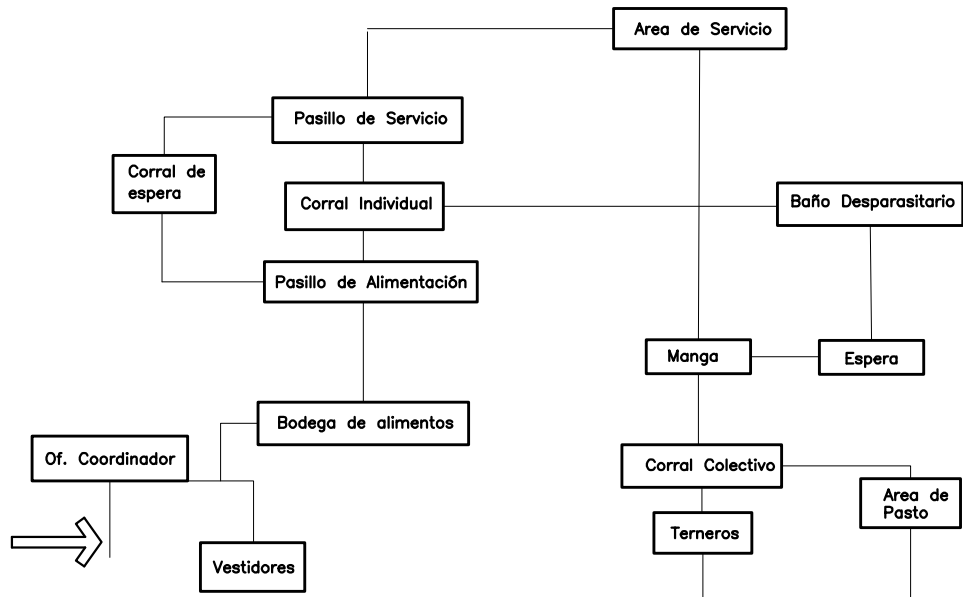 Area de Servicio
Pasillo de Servicio
Corral de
espera
Corral Individual
Baño Desparasitario
Pasillo de Alimentación
Manga
Espera
Bodega de alimentos
Of. Coordinador
Corral Colectivo
Area de
Pasto
Terneros
Vestidores